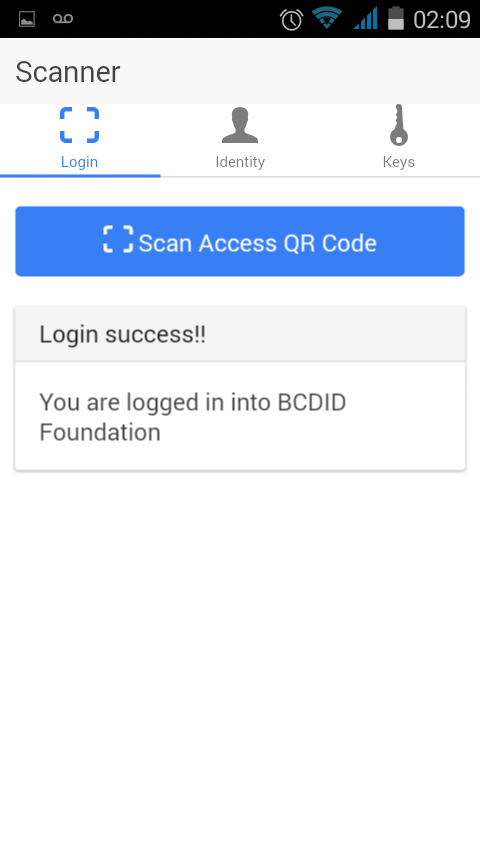 02:09
Scanner
Login
Identity
Keys
Scan Access QR Code
Login success!!
You are logged in into BCDID
Foundation